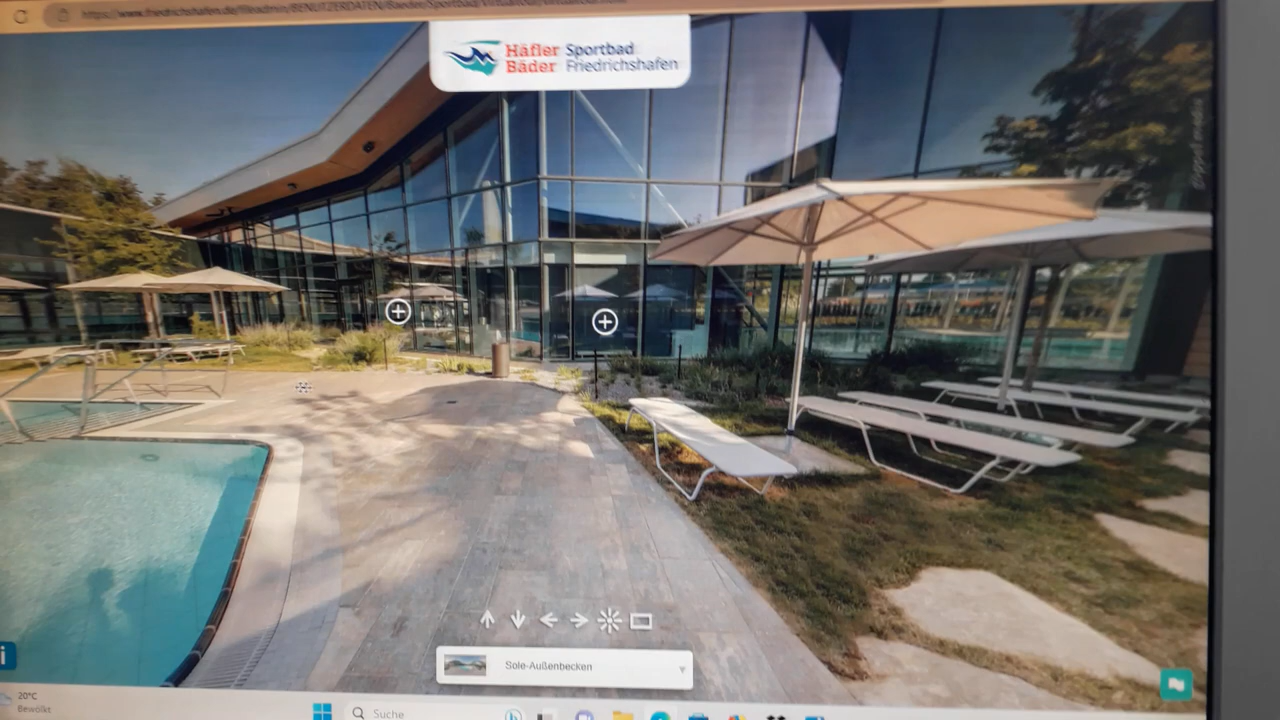 Häfler Sportbad
Bäder Friedrichshafen
Sole-Außenbecken
i
20°C
Bewölkt
Suche